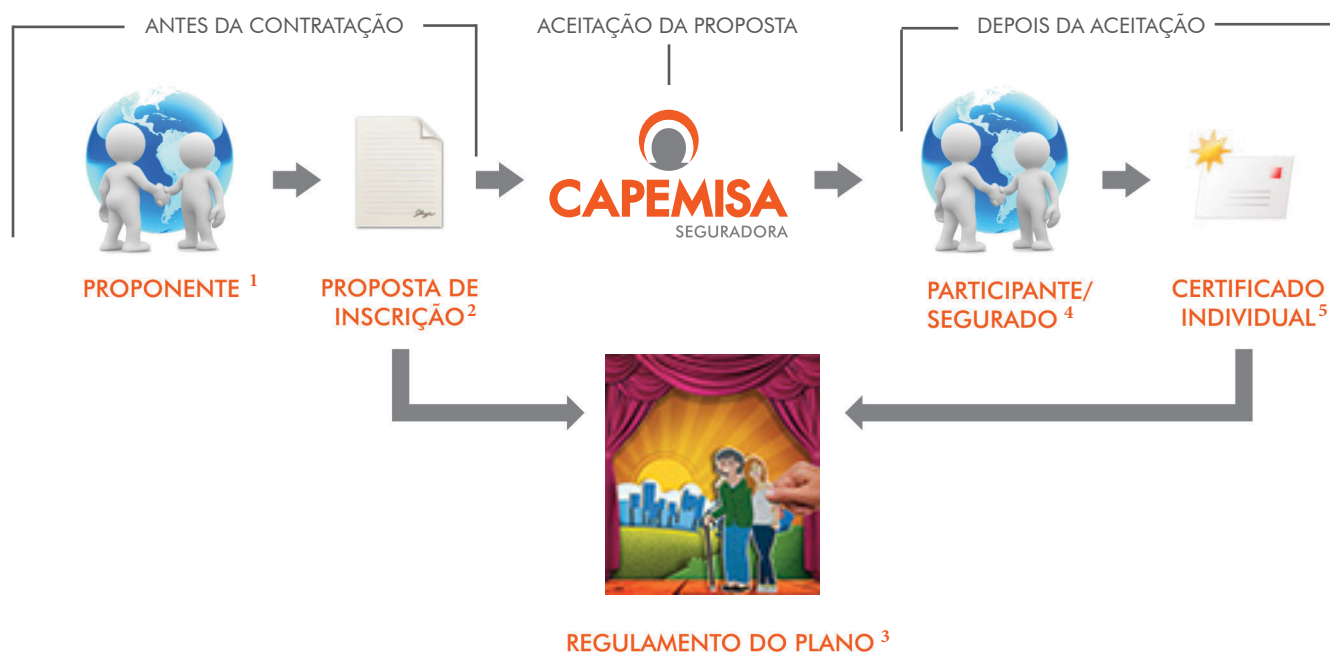 ANTES DA CONTRATAÇÃO
ACEITAÇÃO DA PROPOSTA
DEPOIS DA ACEITAÇÃO
CAPEMISA
SEGURADORA
PROPONENTE 1
PROPOSTA DE
INSCRIÇÃO 2
PARTICIPANTE/
SEGURADO 4
CERTIFICADO
INDIVIDUAL 5
REGULAMENTO DO PLANO 3